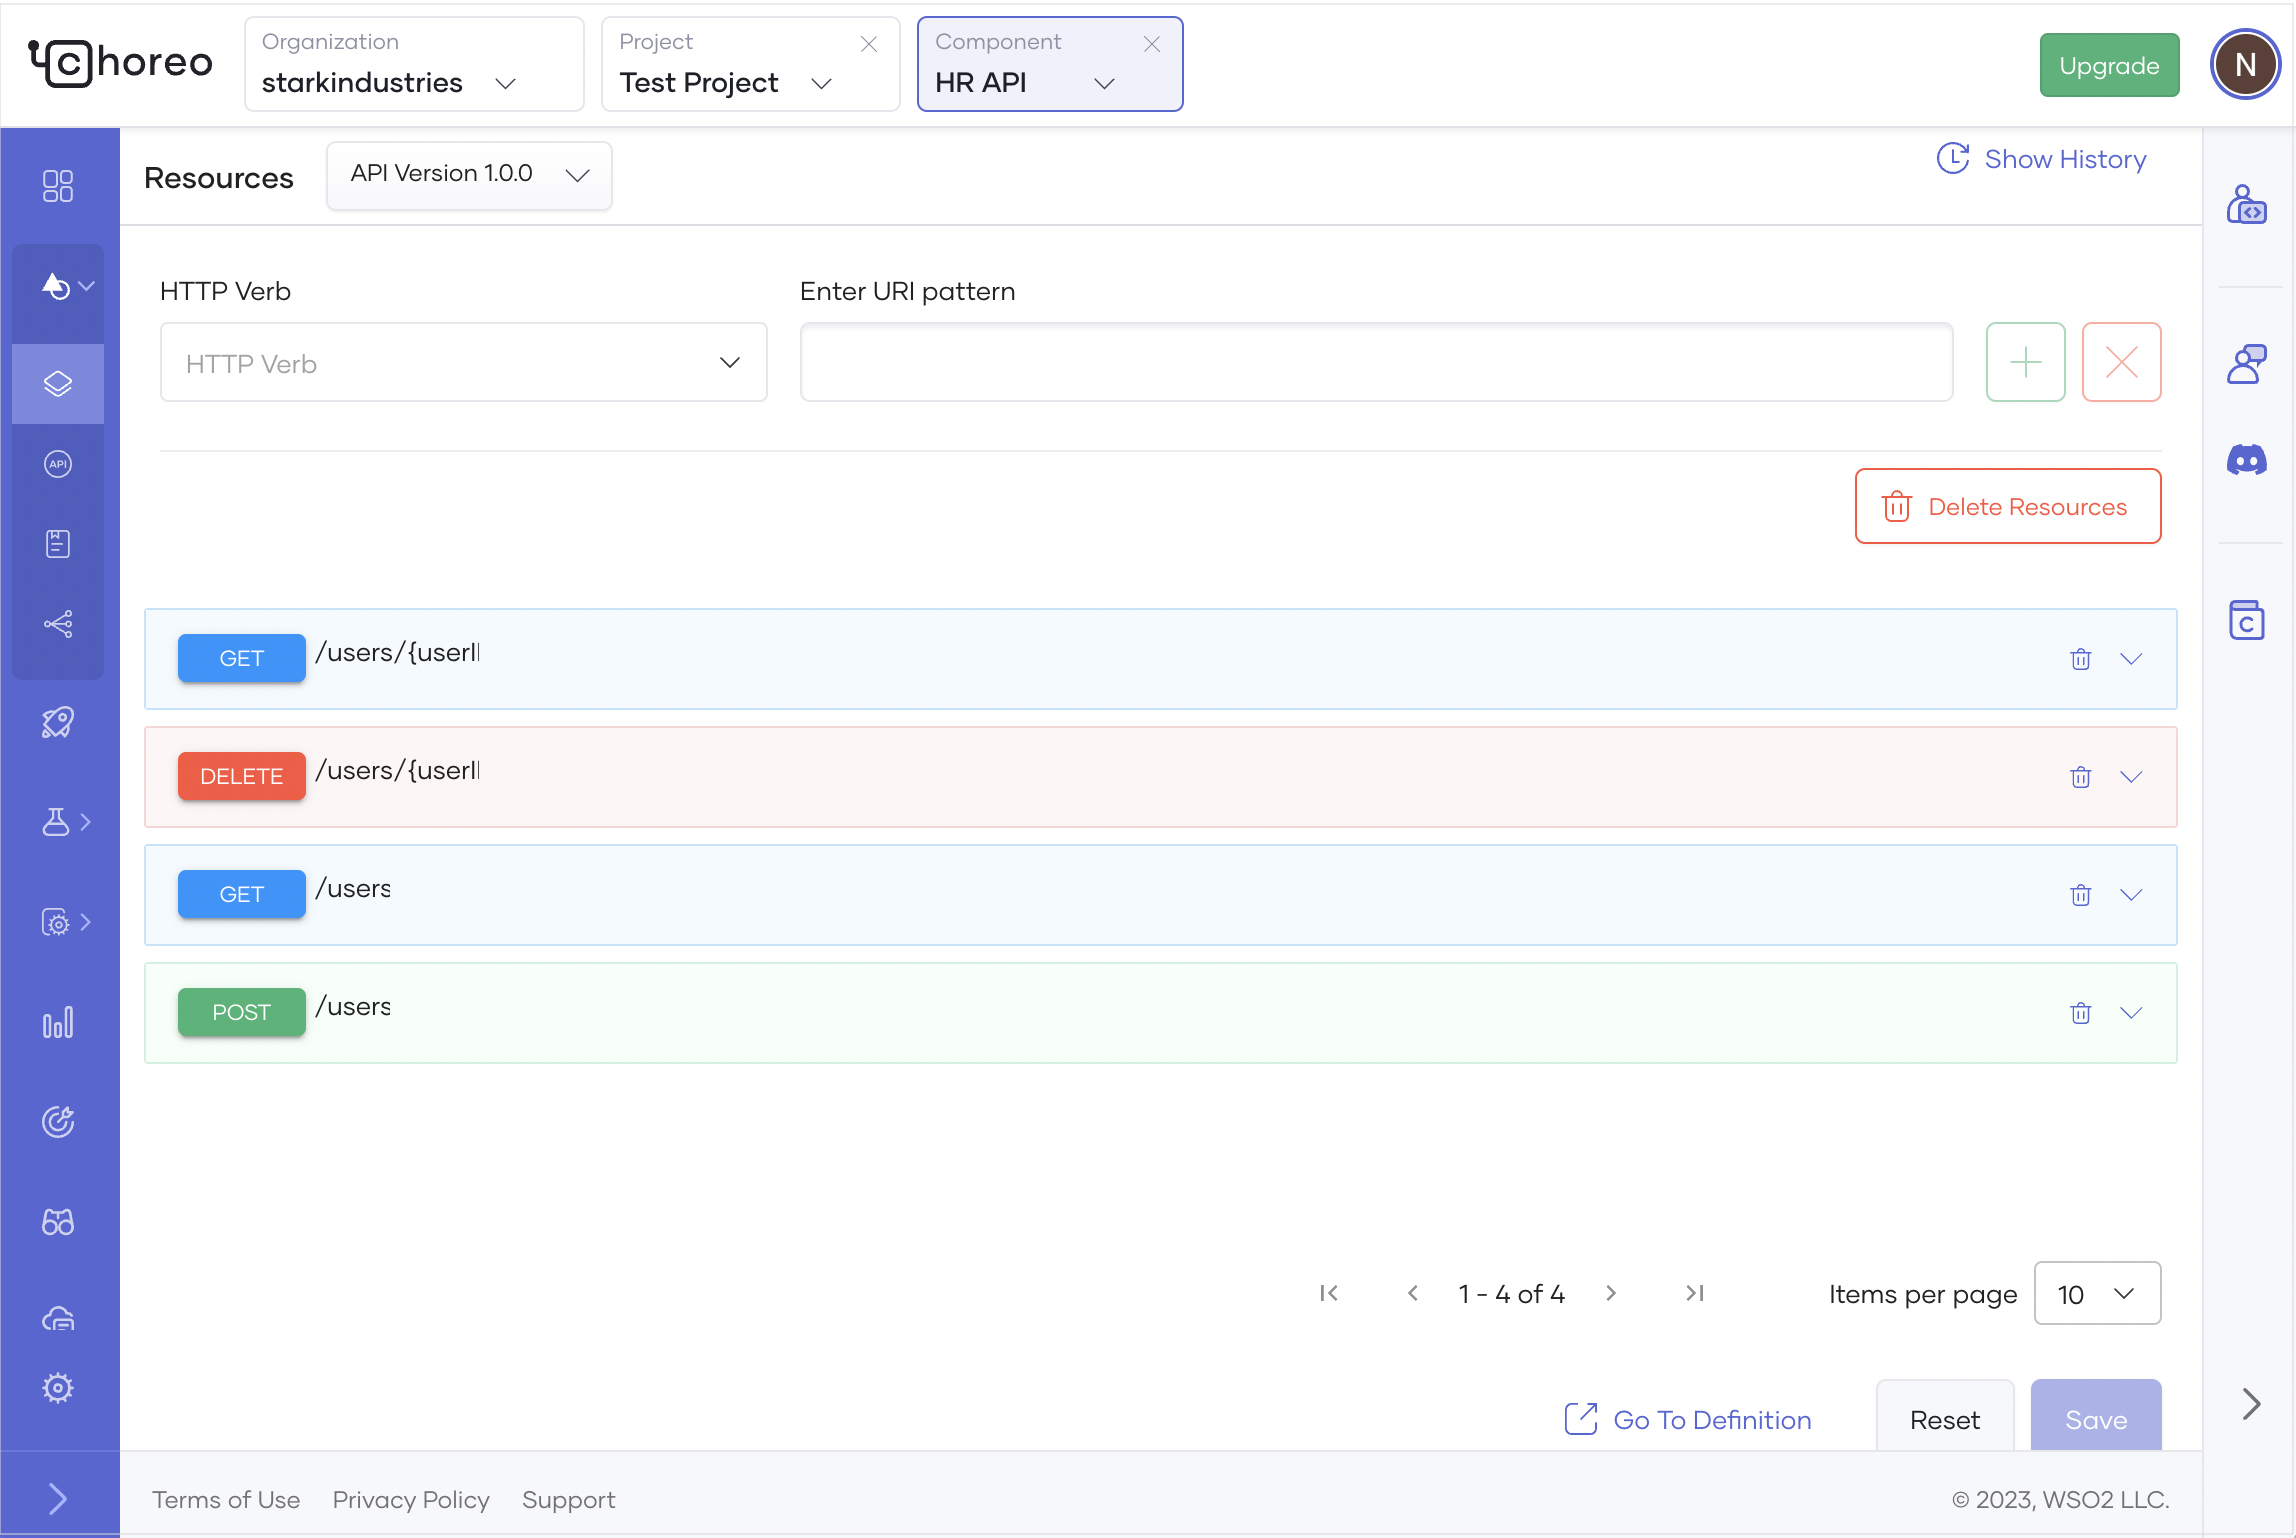 Choreo
Organization
starkindustries
Project
Test Project
Component
HR API
Upgrade
N
Resources
API Version 1.0.0
Show History
HTTP Verb
Enter URI pattern
HTTP Verb
API
Delete Resources
GET /users/{userI
DELETE /users/{userI
GET /users
POST /users
1 - 4 of 4
Items per page
10
Go To Definition
Reset
Save
C
Terms of Use
Privacy Policy
Support
© 2023, WSO2 LLC.